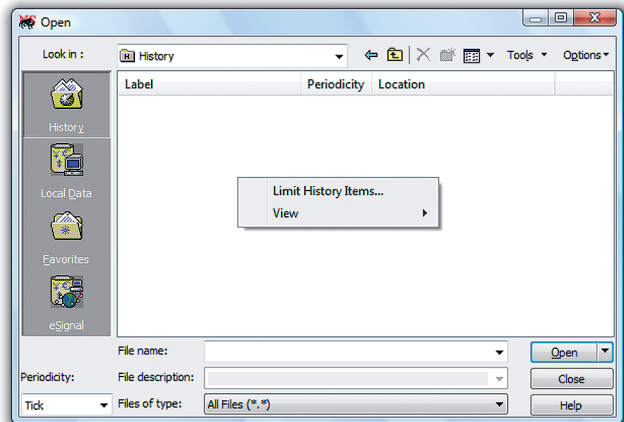 Open
Look in :
History
Tools
Options
Label Periodicity Location
History
Local Data
Favorites
eSignal
Limit History Items...
View
File name:
Open
Periodicity:
File description:
Close
Tick
Files of type:
All Files (*.*)
Help